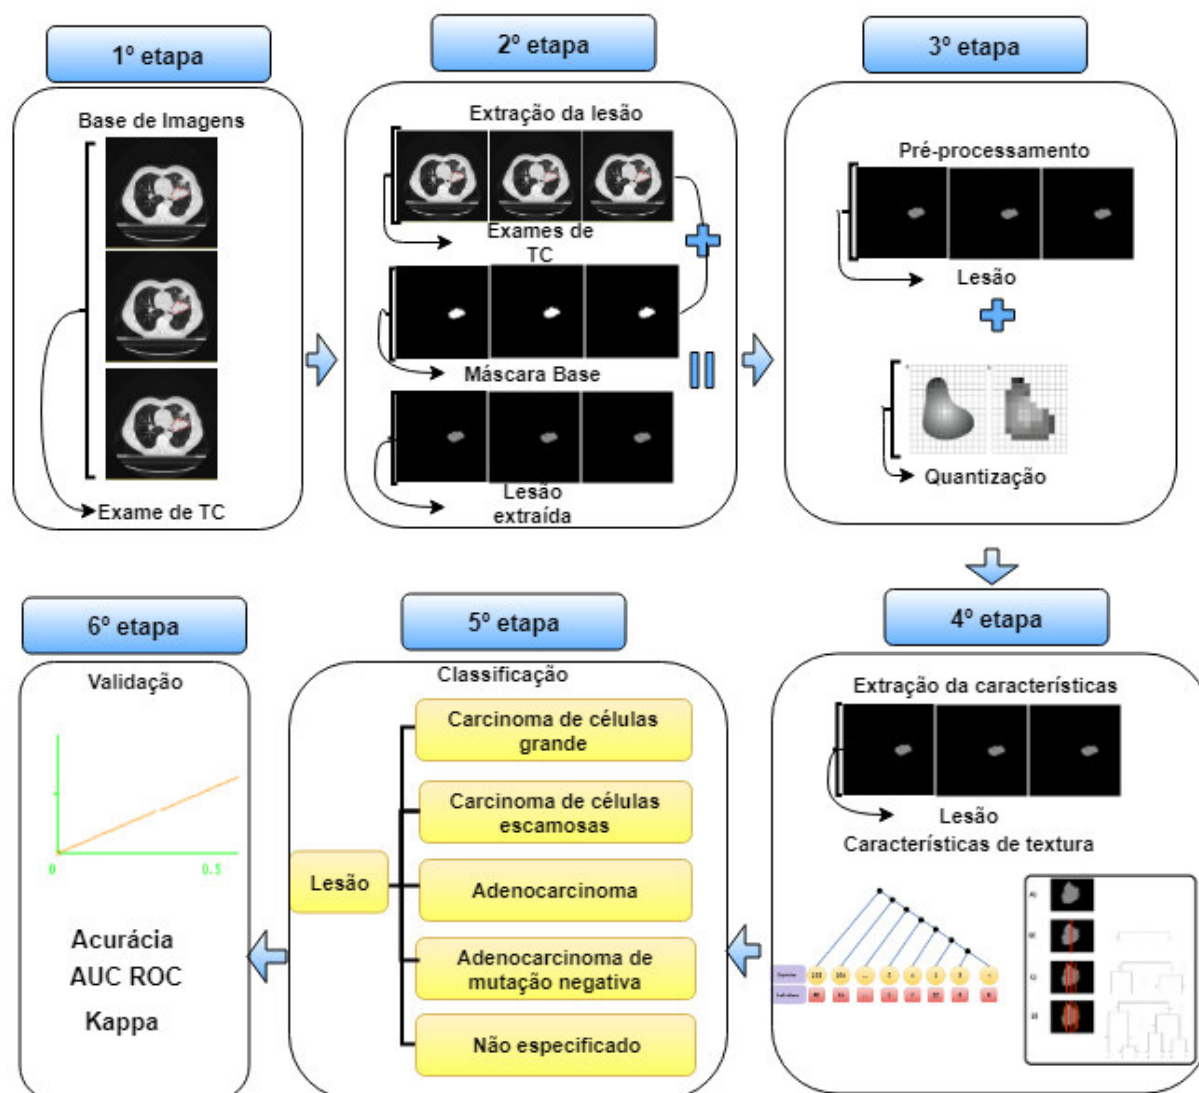 1º etapa
Base de Imagens
Exame de TC
2º etapa
Extração da lesão
Exames de
TC
Máscara Base
Lesão
extraída
3º etapa
Pré-processamento
Lesão
Quantização
4º etapa
Extração da características
Lesão
Características de textura
5º etapa
Classificação
Lesão
Carcinoma de células
grande
Carcinoma de células
escamosas
Adenocarcinoma
Adenocarcinoma de
mutação negativa
Não especificado
6º etapa
Validação
0
0.5
Acurácia
AUC ROC
Kappa